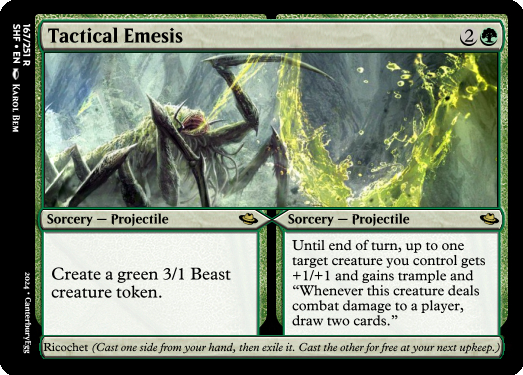 Tactical Emesis 2
167/251 R
SHF • EN KAROL BEM
Sorcery — Projectile
Create a green 3/1 Beast
creature token.
Sorcery — Projectile
Until end of turn, up to one
target creature you control gets
+1/+1 and gains trample and
“Whenever this creature deals
combat damage to a player,
draw two cards.”
Ricochet (Cast one side from your hand, then exile it. Cast the other for free at your next upkeep.)
2024 • CanterburyEgg